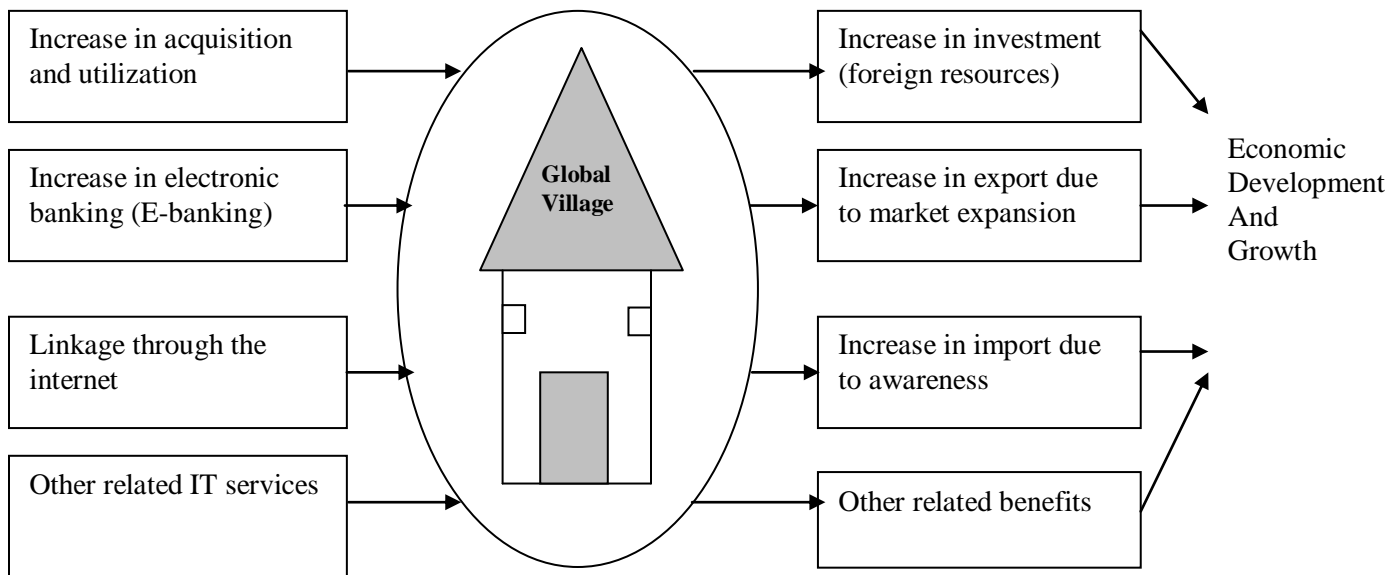 Increase in acquisition
and utilization
Increase in electronic
banking (E-banking)
Linkage through the
internet
Other related IT services
Global
Village
Increase in investment
(foreign resources)
Increase in export due
to market expansion
Increase in import due
to awareness
Other related benefits
Economic
Development
And
Growth